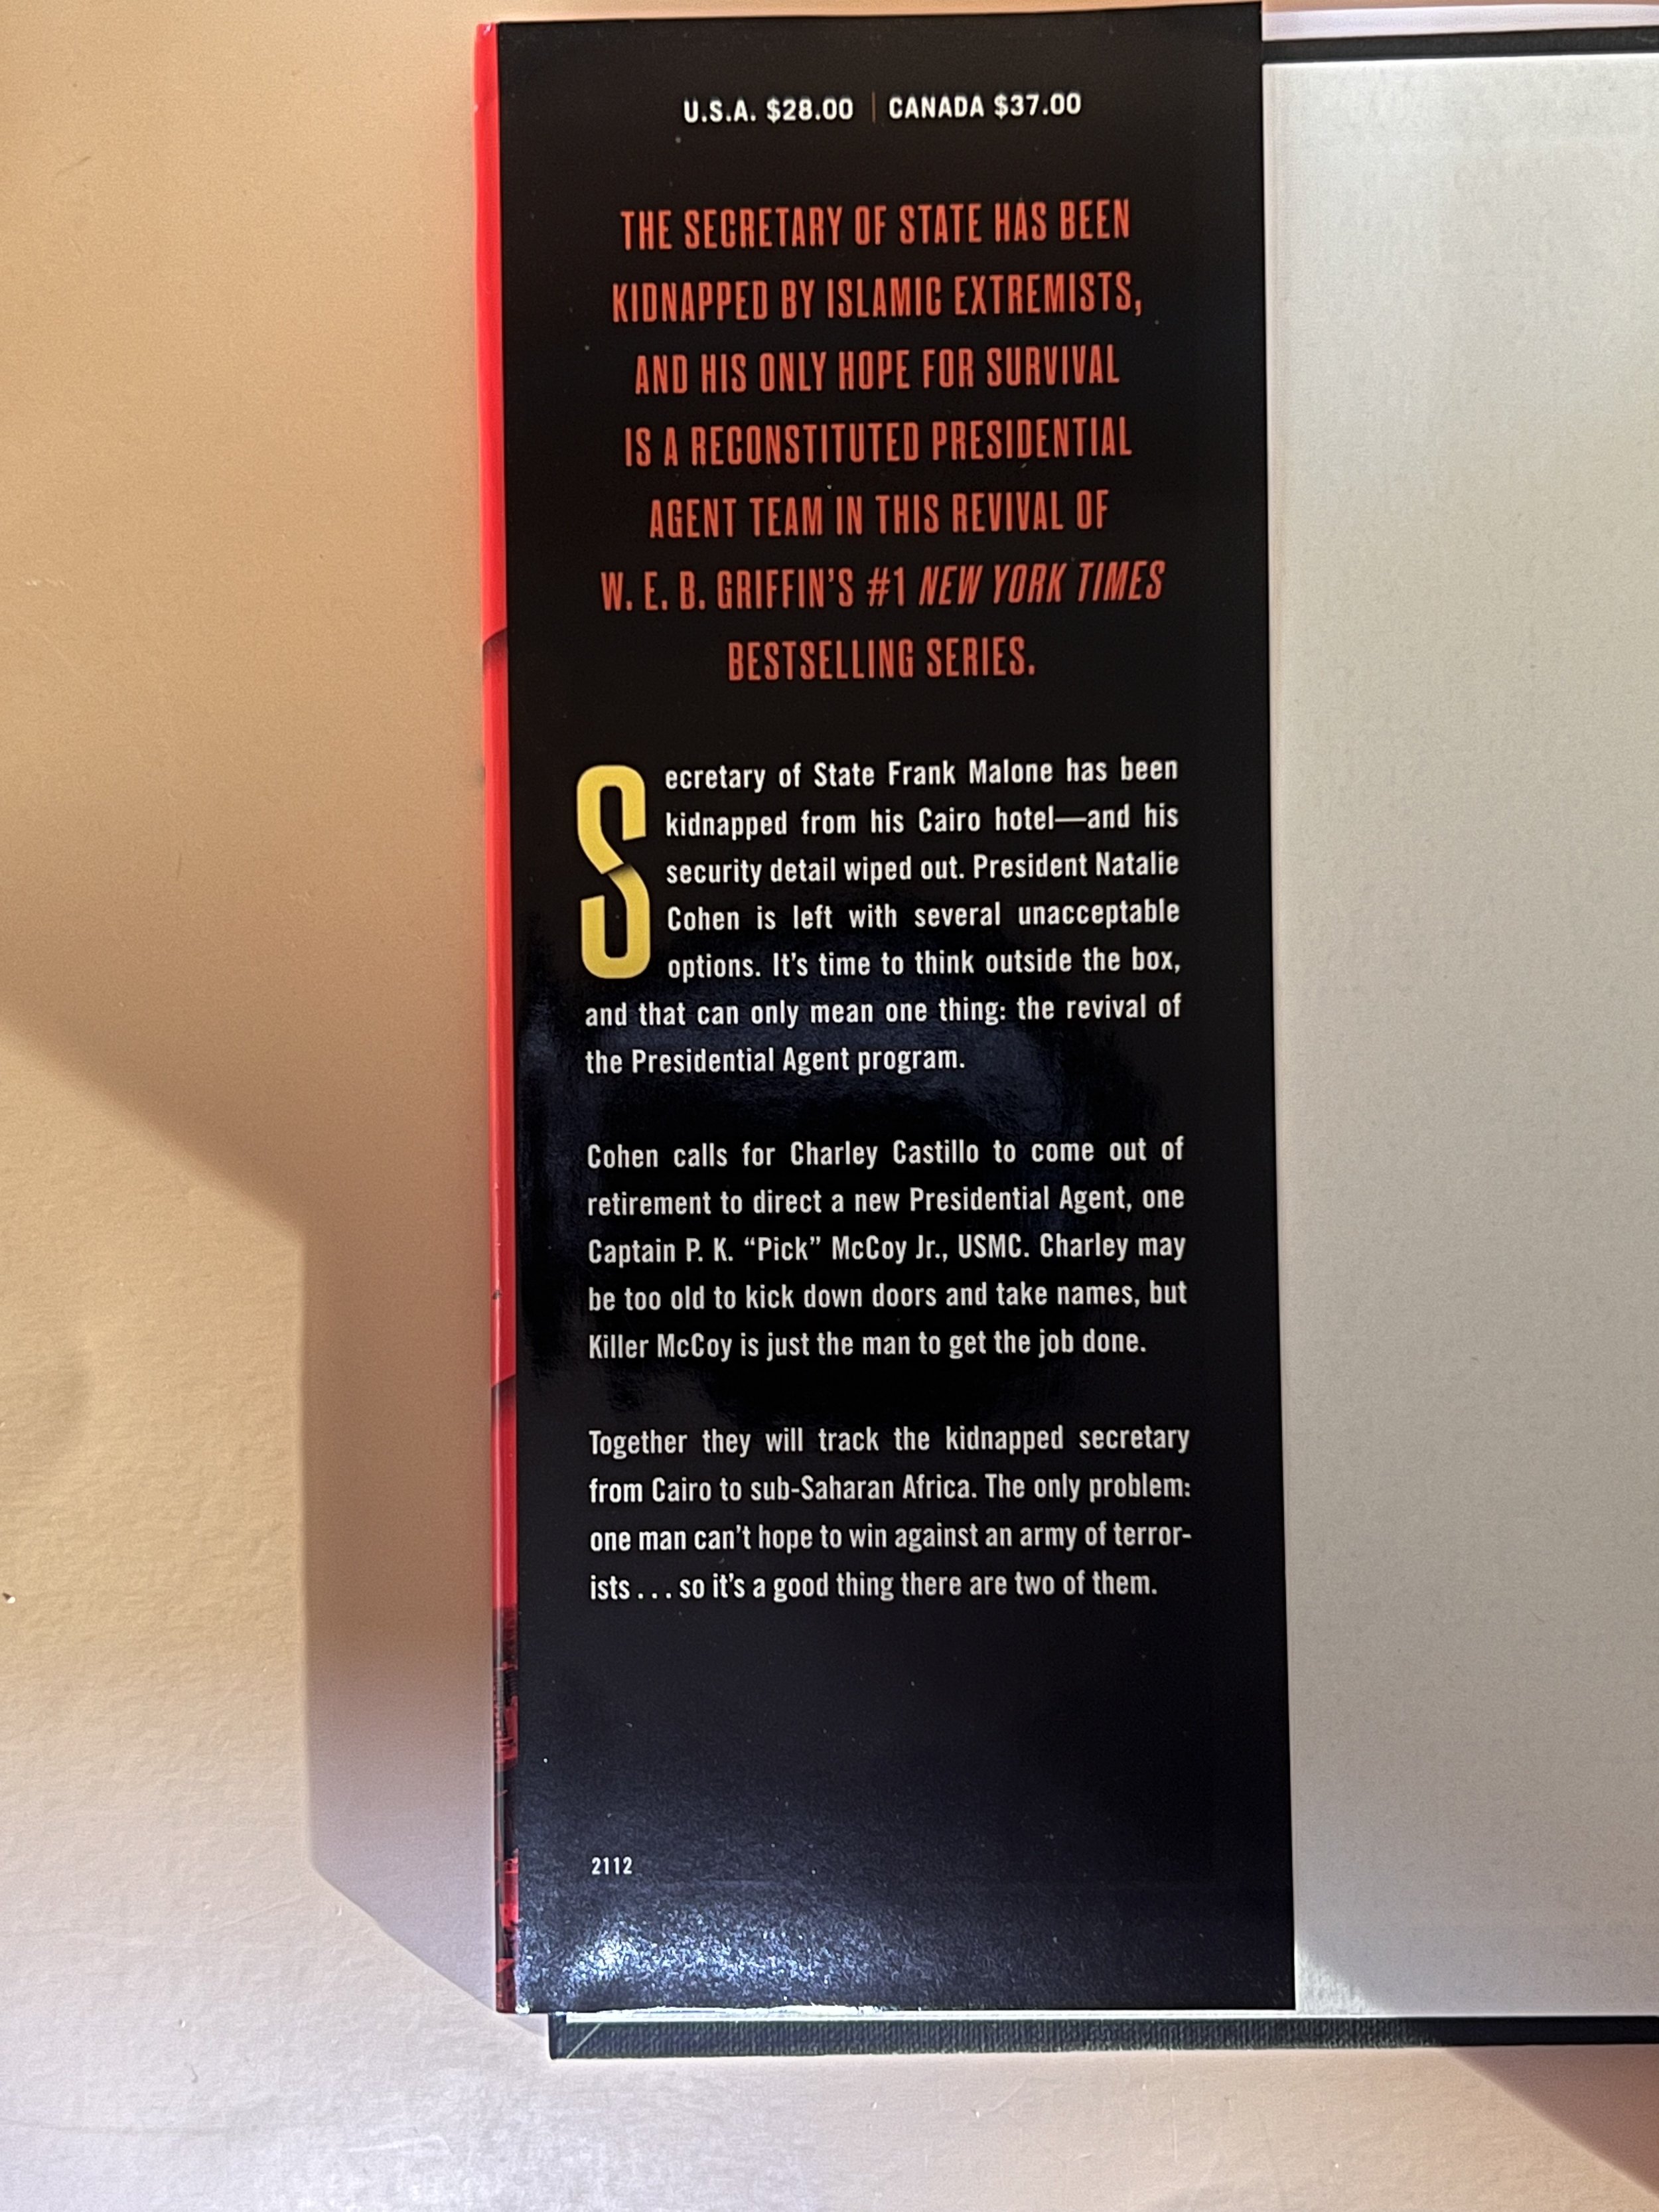 U.S.A. $28.00 | CANADA $37.00
THE SECRETARY OF STATE HAS BEEN
KIDNAPPED BY ISLAMIC EXTREMISTS,
AND HIS ONLY HOPE FOR SURVIVAL
IS A RECONSTITUTED PRESIDENTIAL
AGENT TEAM IN THIS REVIVAL OF
W. E. B. GRIFFIN’S #1 NEW YORK TIMES
BESTSELLING SERIES.
Secretary of State Frank Malone has been
kidnapped from his Cairo hotel—and his
security detail wiped out. President Natalie
Cohen is left with several unacceptable
options. It’s time to think outside the box,
and that can only mean one thing: the revival of
the Presidential Agent program.
Cohen calls for Charley Castillo to come out of
retirement to direct a new Presidential Agent, one
Captain P. K. “Pick” McCoy Jr., USMC. Charley may
be too old to kick down doors and take names, but
Killer McCoy is just the man to get the job done.
Together they will track the kidnapped secretary
from Cairo to sub-Saharan Africa. The only problem:
one man can’t hope to win against an army of terror-
ists . . . so it’s a good thing there are two of them.
2112